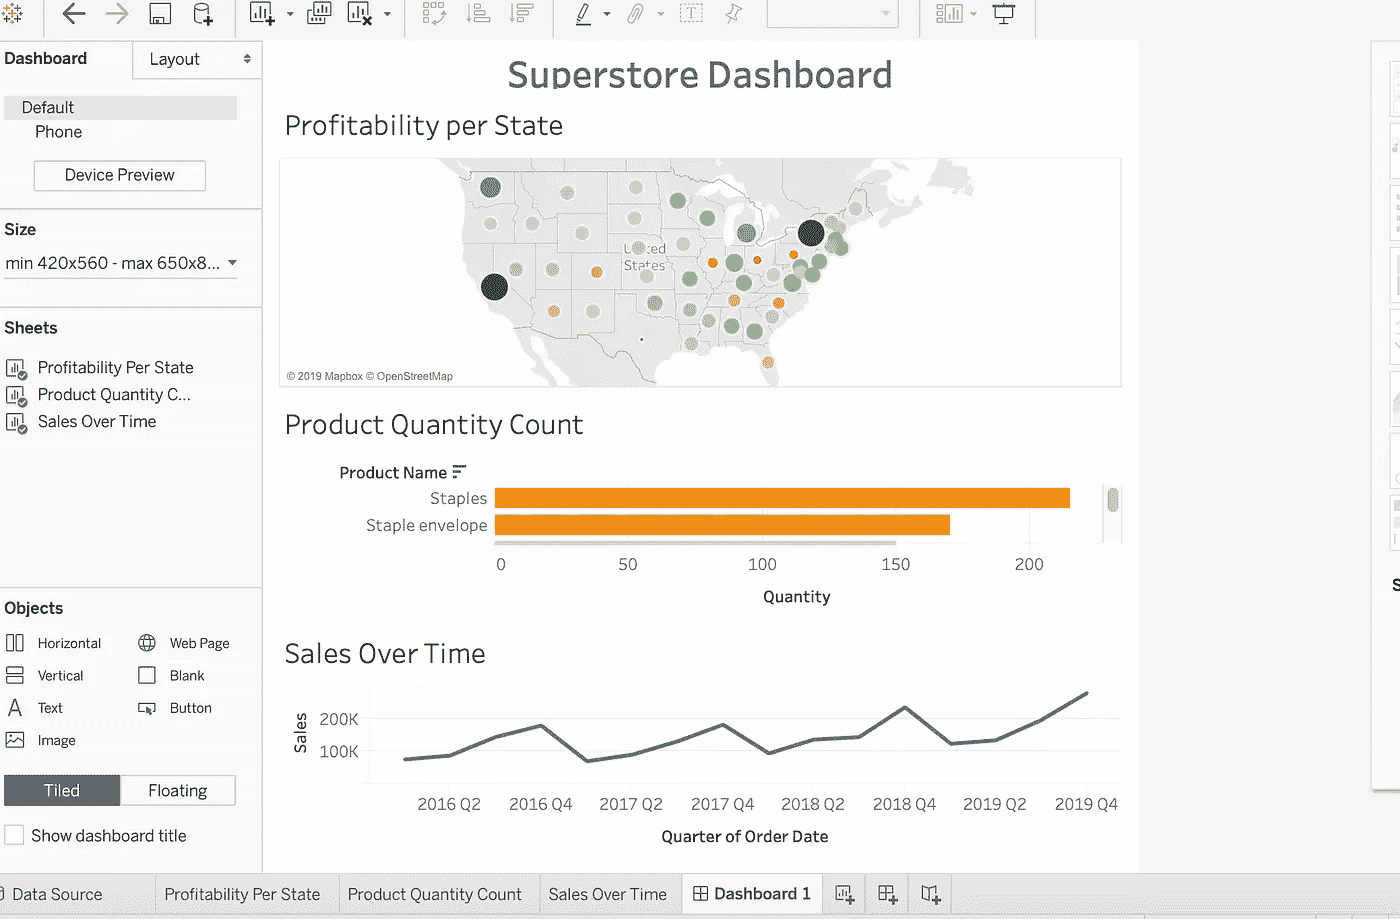 Dashboard
Layout
Default
Phone
Device Preview
Size
min 420x560 - max 650x8...
Sheets
Profitability Per State
Product Quantity C...
Sales Over Time
Objects
Horizontal
Web Page
Vertical
Blank
Text
Button
Image
Tiled
Floating
Show dashboard title
Superstore Dashboard
Profitability per State
United
States
© 2019 Mapbox © OpenStreetMap
Product Quantity Count
Product Name
Staples
Staple envelope
0 50 100 150 200
Quantity
Sales Over Time
Sales
200K
100K
2016 Q2 2016 Q4 2017 Q2 2017 Q4 2018 Q2 2018 Q4 2019 Q2 2019 Q4
Quarter of Order Date
Data Source
Profitability Per State
Product Quantity Count
Sales Over Time
Dashboard 1